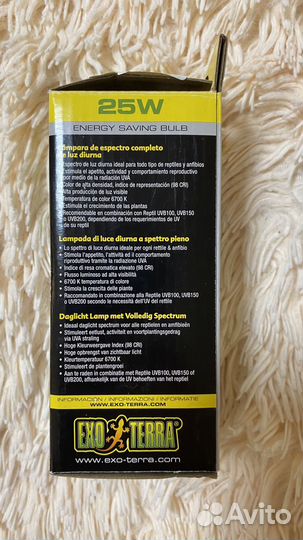 25W
ENERGY SAVING BULB
Lámpara de espectro completo
de luz diurna
Espectro de luz diurna ideal para todo tipo de reptiles y anfibios
Estimula el apetito, actividad y comportamiento reproductivo
por medio de la radiación UVA
Color de alta densidad, índice de representación (98 CRI)
Alta producción de luz visible
Temperatura de color 6700 K
Estimula el crecimiento de las plantas
Recomendable en combinación con Reptil UVB100, UVB150
o UVB200, dependiendo de los requerimientos de UV
de su reptil
Lampada di luce diurna a spettro pieno
• Lo spettro di luce diurna ideale per ogni rettile & anfibio
• Stimola l'appetito, l'attività ed il comportamento
riproduttivo tramite la radiazione UVA
• Indice di resa cromatica elevato (98 CRI)
• Flusso luminoso ad alta visibilità
• 6700 K temperatura di colore
• Stimola la crescita delle piante
• Raccomandato in combinazione alla Reptile UVB100, UVB150
o UVB200 secondo le necessità dell'UV del rettile
Daglicht Lamp met Volledig Spectrum
• Ideaal daglicht spectrum voor alle reptielen en amfibieën
• Stimuleert eetlust, activiteit en voortplantingsgedrag
via UVA straling
• Hoge Kleurweergave Index (98 CRI)
• Hoge opbrengst van zichtbaar licht
• Kleurtemperatuur 6700 K
• Stimuleert de plantengroei
• Aan te raden in combinatie met Reptile UVB100, UVB150 of
UVB200, afhankelijk van de UV behoeften van het reptiel
INFORMACIÓN / INFORMAZIONI / INFORMATIE
www.exo-terra.com
EXO TERRA
www.exo-terra.com
Avito